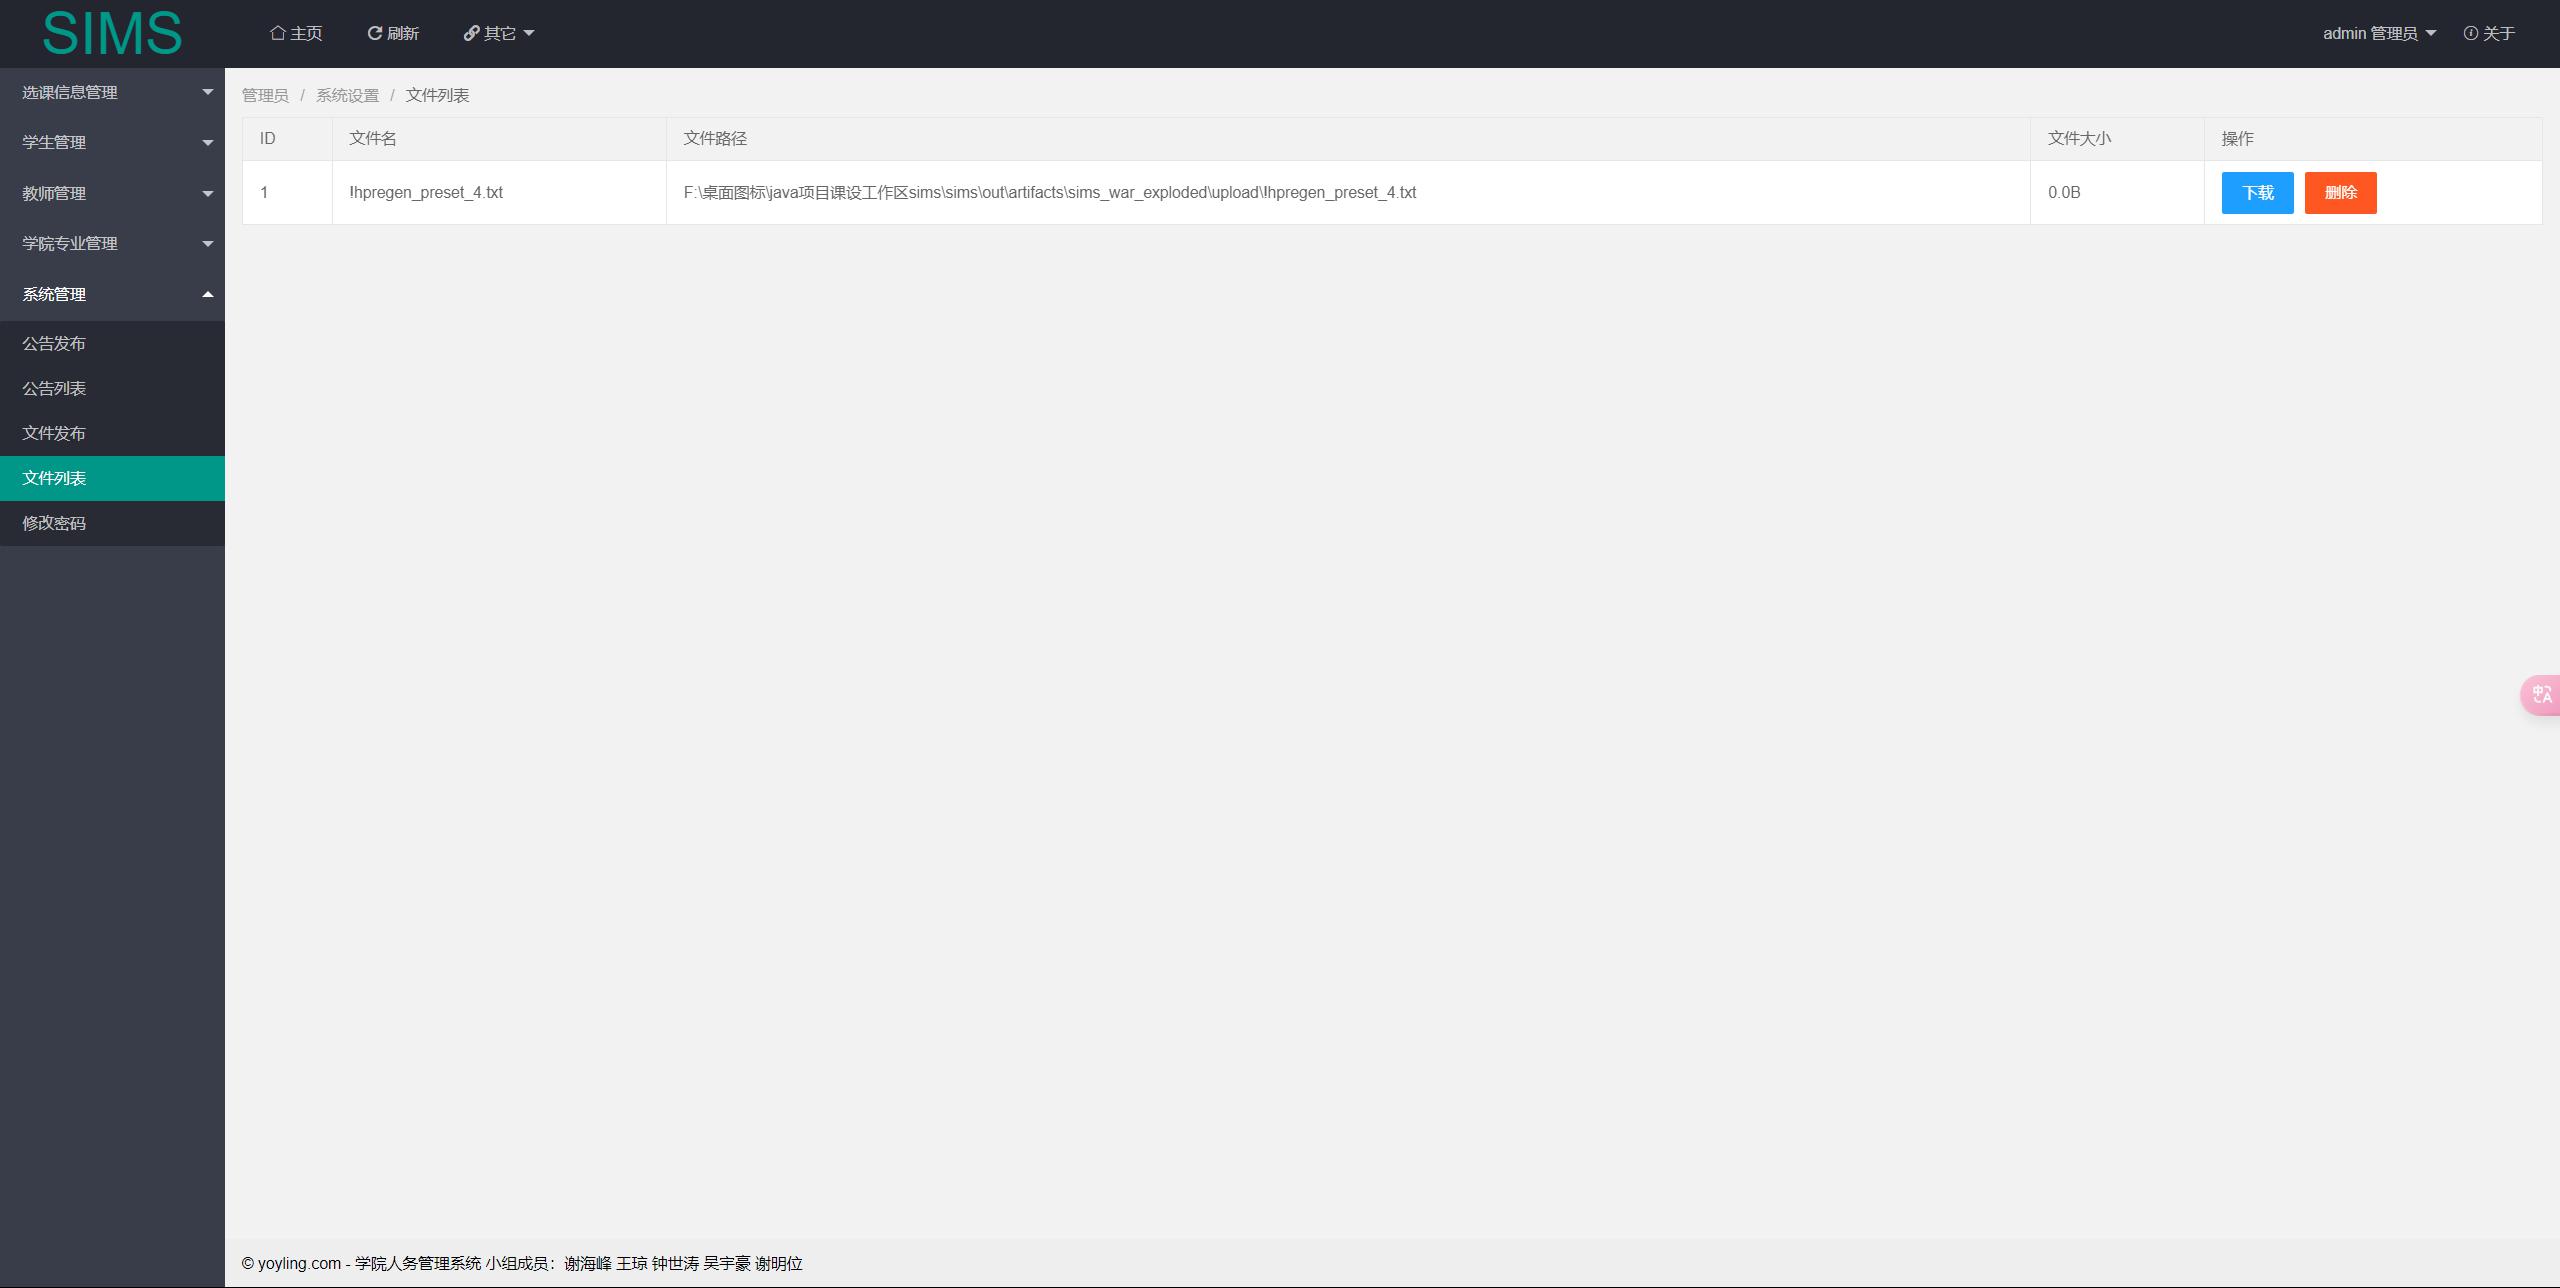 SIMS
主页
刷新
其它
admin 管理员
关于
选课信息管理
学生管理
教师管理
学院专业管理
系统管理
公告发布
公告列表
文件发布
文件列表
修改密码
管理员 / 系统设置 / 文件列表
ID 文件名 文件路径 文件大小 操作
1 !hpregen_preset_4.txt F:\桌面图标\java项目课设工作区sims\sims\out\artifacts\sims_war_exploded\upload\!hpregen_preset_4.txt 0.0B 下载 删除
中A
© yoyling.com - 学院人务管理系统 小组成员：谢海峰 王琼 钟世涛 吴宇豪 谢明位